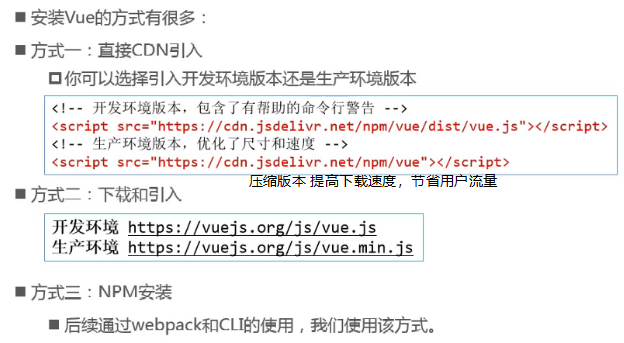 安装Vue的方式有很多：
方式一：直接CDN引入
你可以选择引入开发环境版本还是生产环境版本
<!-- 开发环境版本，包含了有帮助的命令行警告 -->
<script src="https://cdn.jsdelivr.net/npm/vue/dist/vue.js"></script>
<!-- 生产环境版本，优化了尺寸和速度 -->
<script src="https://cdn.jsdelivr.net/npm/vue"></script>
压缩版本 提高下载速度，节省用户流量
方式二：下载和引入
开发环境 https://vuejs.org/js/vue.js
生产环境 https://vuejs.org/js/vue.min.js
方式三：NPM安装
后续通过webpack和CLI的使用，我们使用该方式。